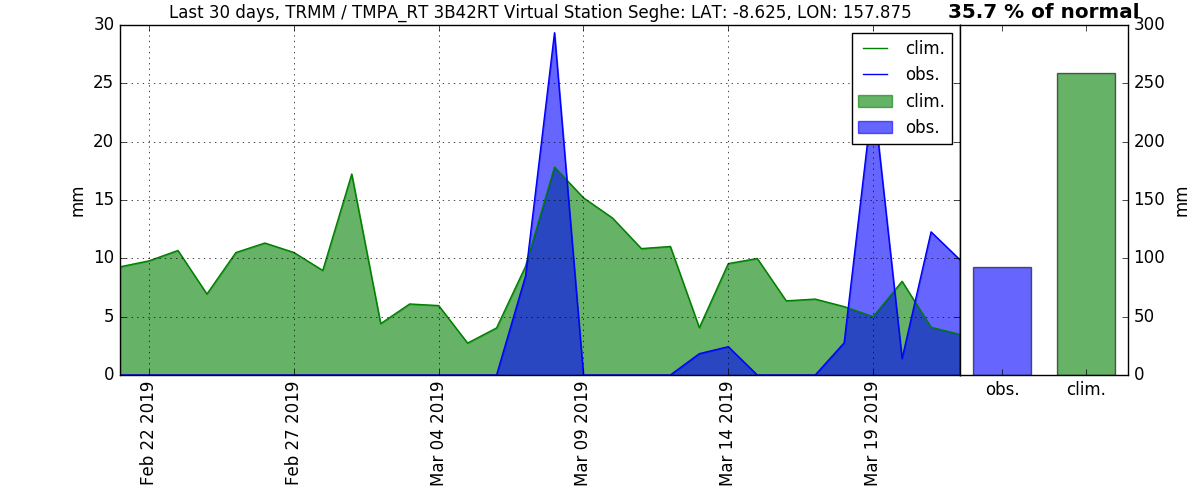 Last 30 days, TRMM / TMPA_RT 3B42RT Virtual Station Seghe: LAT: -8.625, LON: 157.875
35.7 % of normal
30
25
20
15
10
5
0
mm
clim.
obs.
clim.
obs.
300
250
200
150
100
50
0
mm
obs.
clim.
Feb 22 2019
Feb 27 2019
Mar 04 2019
Mar 09 2019
Mar 14 2019
Mar 19 2019